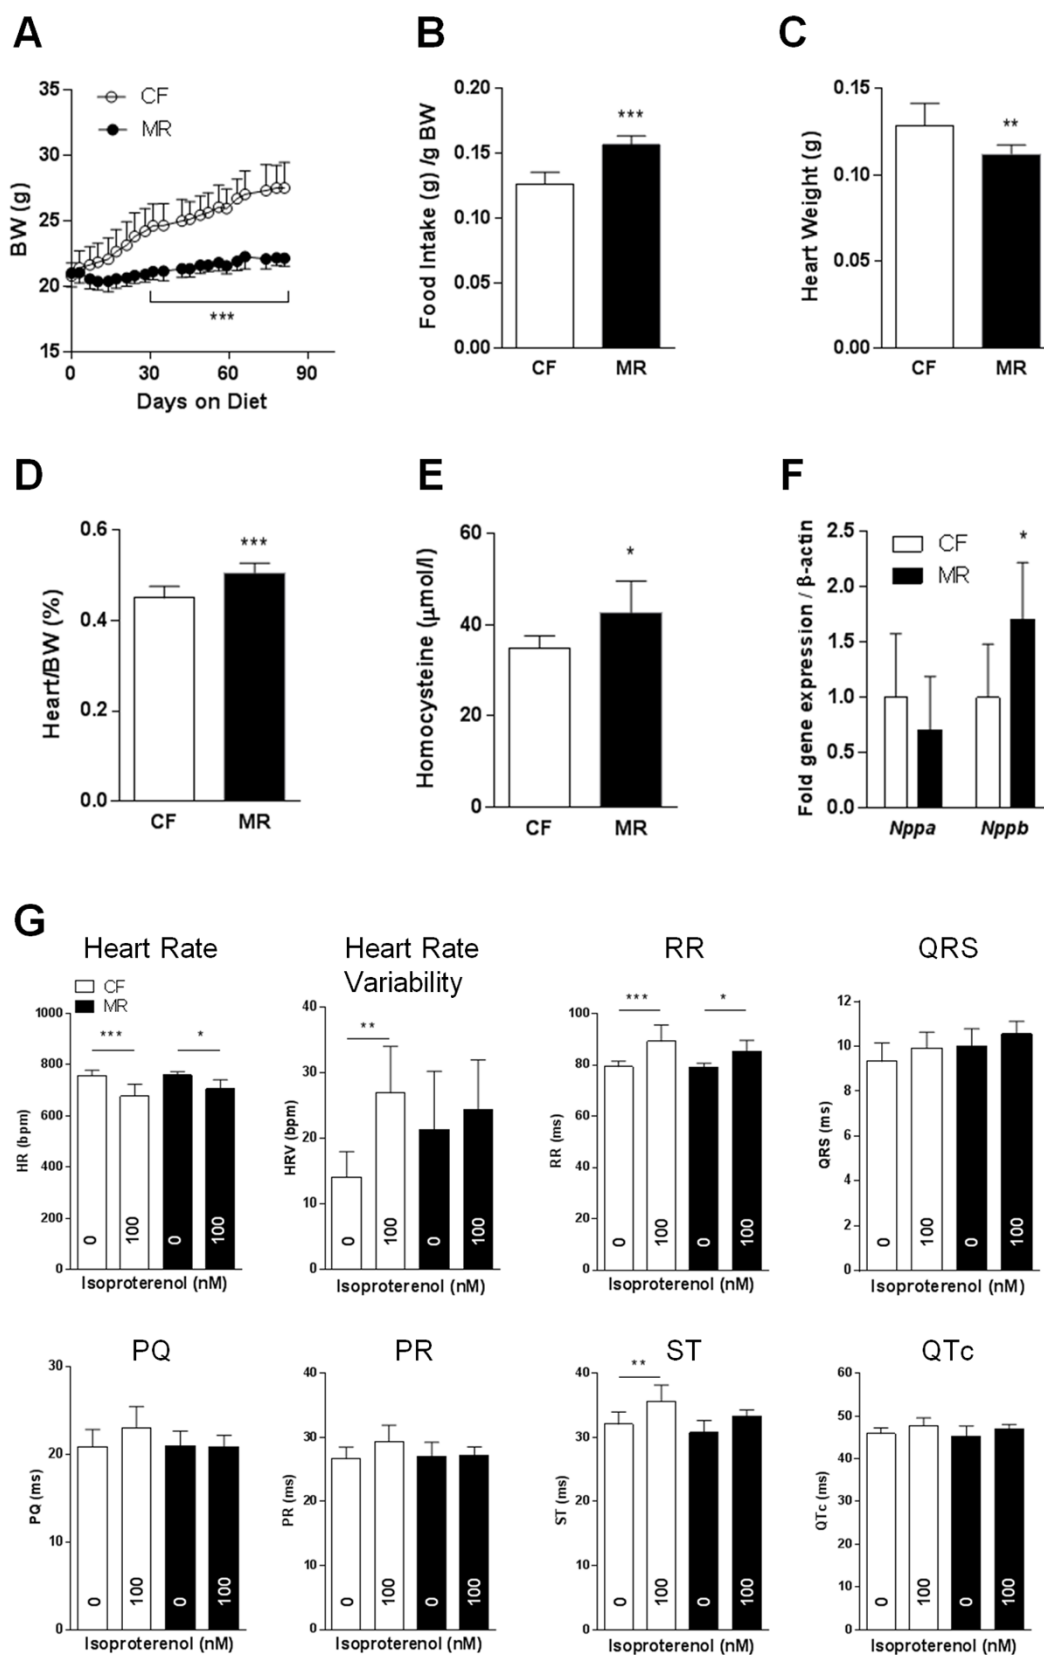 A
35
30
25
20
15
BW (g)
CF
MR
***
0
30
60
90
Days on Diet
B
0.20
0.15
0.10
0.05
0.00
Food Intake (g) /g BW
***
CF
MR
C
0.15
0.10
0.05
0.00
Heart Weight (g)
**
CF
MR
D
0.6
0.4
0.2
0.0
Heart/BW (%)
***
CF
MR
E
60
40
20
0
Homocysteine (μmol/l)
*
CF
MR
F
2.5
2.0
1.5
1.0
0.5
0.0
Fold gene expression / β-actin
CF
MR
*
Nppa
Nppb
G
Heart Rate
CF
MR
1000
800
600
400
200
0
HR (bpm)
***
*
0
100
0
100
Isoproterenol (nM)
Heart Rate
Variability
40
30
20
10
0
HRV (bpm)
**
0
100
0
100
Isoproterenol (nM)
RR
100
80
60
40
20
0
RR (ms)
***
*
0
100
0
100
Isoproterenol (nM)
QRS
12
10
8
6
4
2
0
QRS (ms)
0
100
0
100
Isoproterenol (nM)
PQ
30
20
10
0
PQ (ms)
0
100
0
100
Isoproterenol (nM)
PR
40
30
20
10
0
PR (ms)
0
100
0
100
Isoproterenol (nM)
ST
40
30
20
10
0
ST (ms)
**
0
100
0
100
Isoproterenol (nM)
QTc
60
50
40
30
20
10
0
QTc (ms)
0
100
0
100
Isoproterenol (nM)